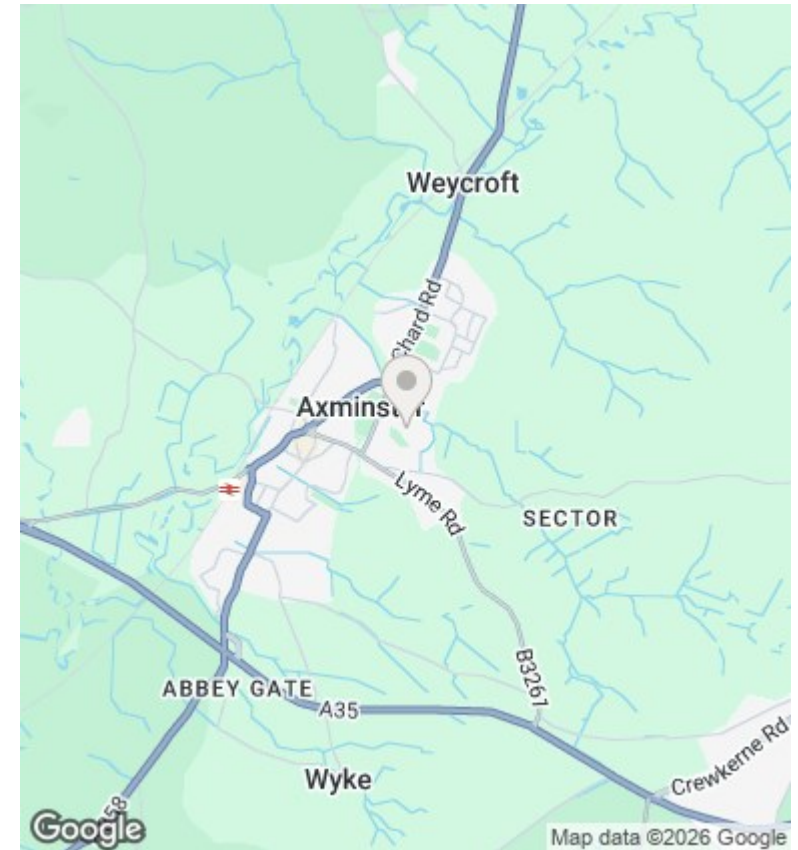 Weycroft
Chard Rd
Axminster
Lyme Rd
SECTOR
B3261
ABBEY GATE
A35
Wyke
Crewkerne Rd
Google
Map data ©2026 Google